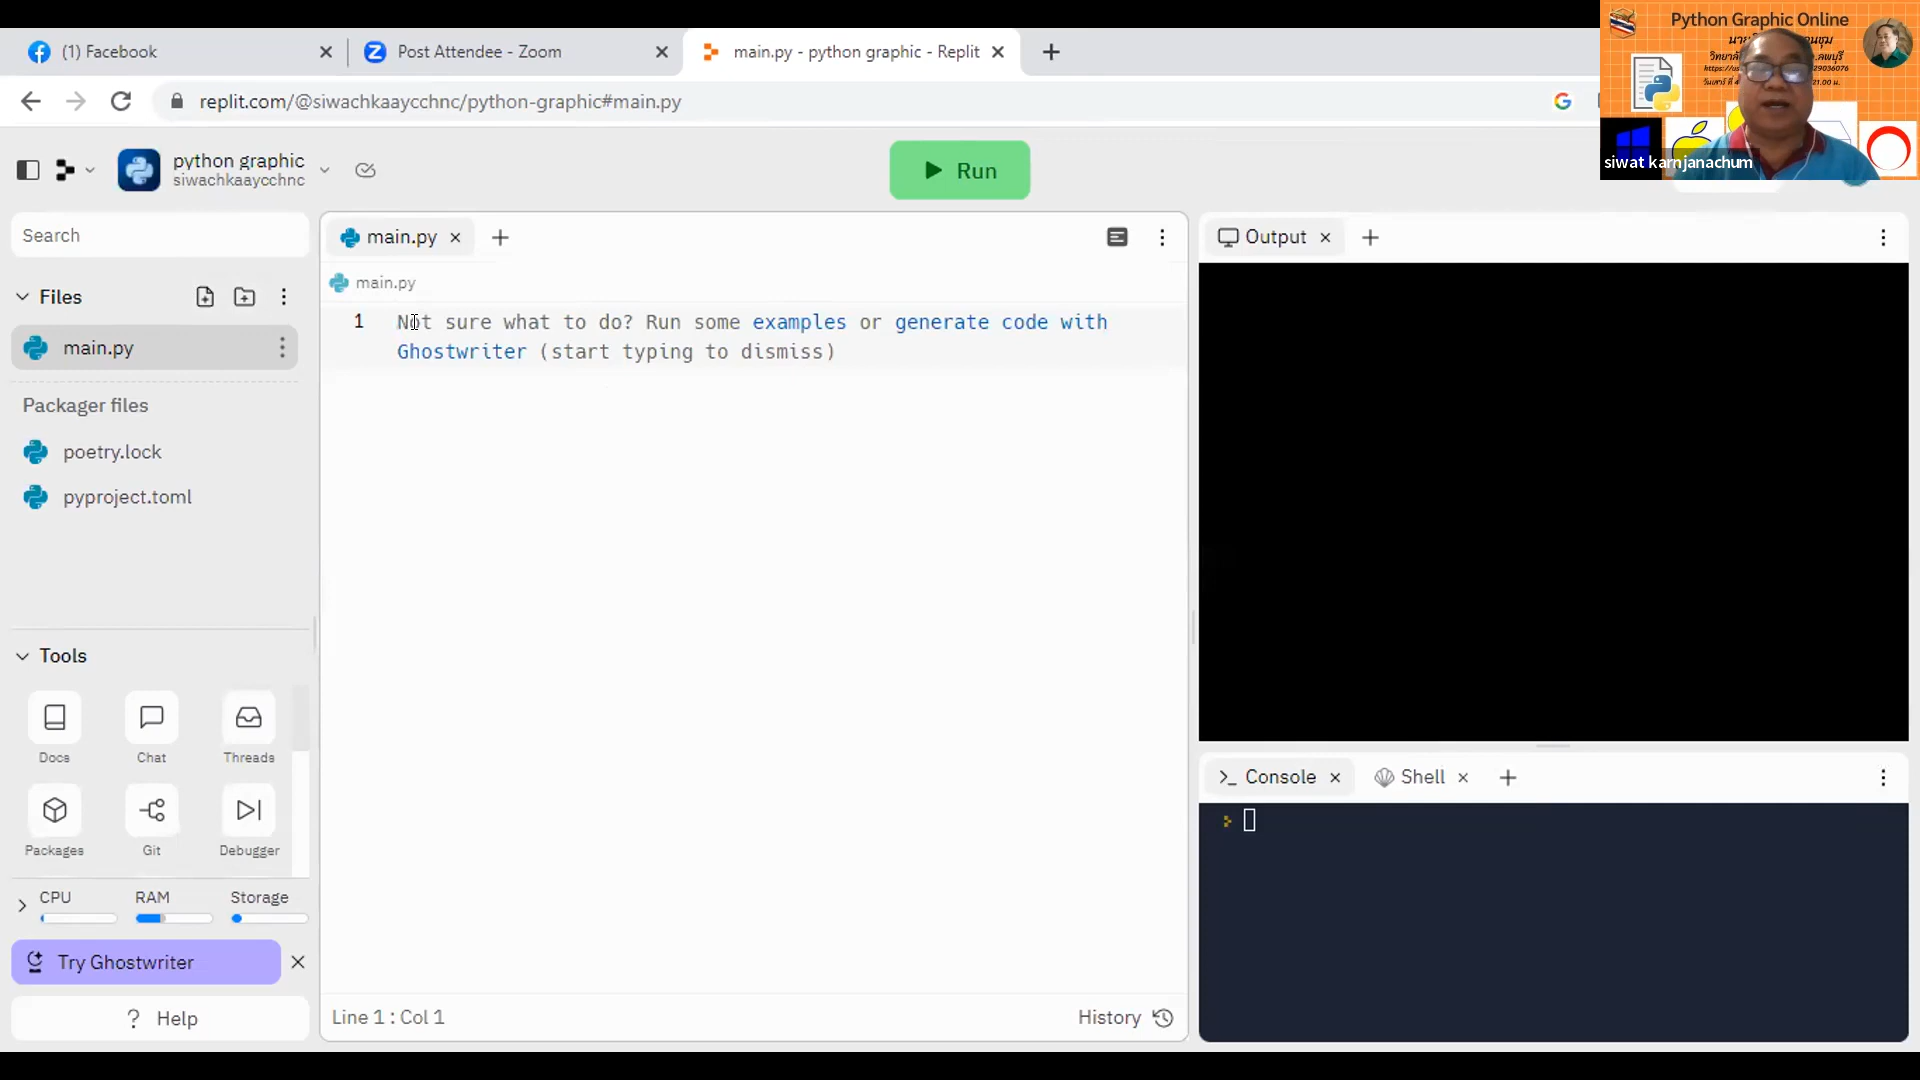 (1) Facebook
Post Attendee - Zoom
main.py - python graphic - Replit
replit.com/@siwachkaaycchnc/python-graphic#main.py
Python Graphic Online
siwat karnjanachum
python graphic
siwachkaaycchnc
Run
Search
Files
main.py
Packager files
poetry.lock
pyproject.toml
Tools
Docs
Chat
Threads
Packages
Git
Debugger
CPU
RAM
Storage
Try Ghostwriter
Help
main.py
main.py
1
Not sure what to do? Run some examples or generate code with
Ghostwriter (start typing to dismiss)
Line 1 : Col 1
History
Output
Console
Shell